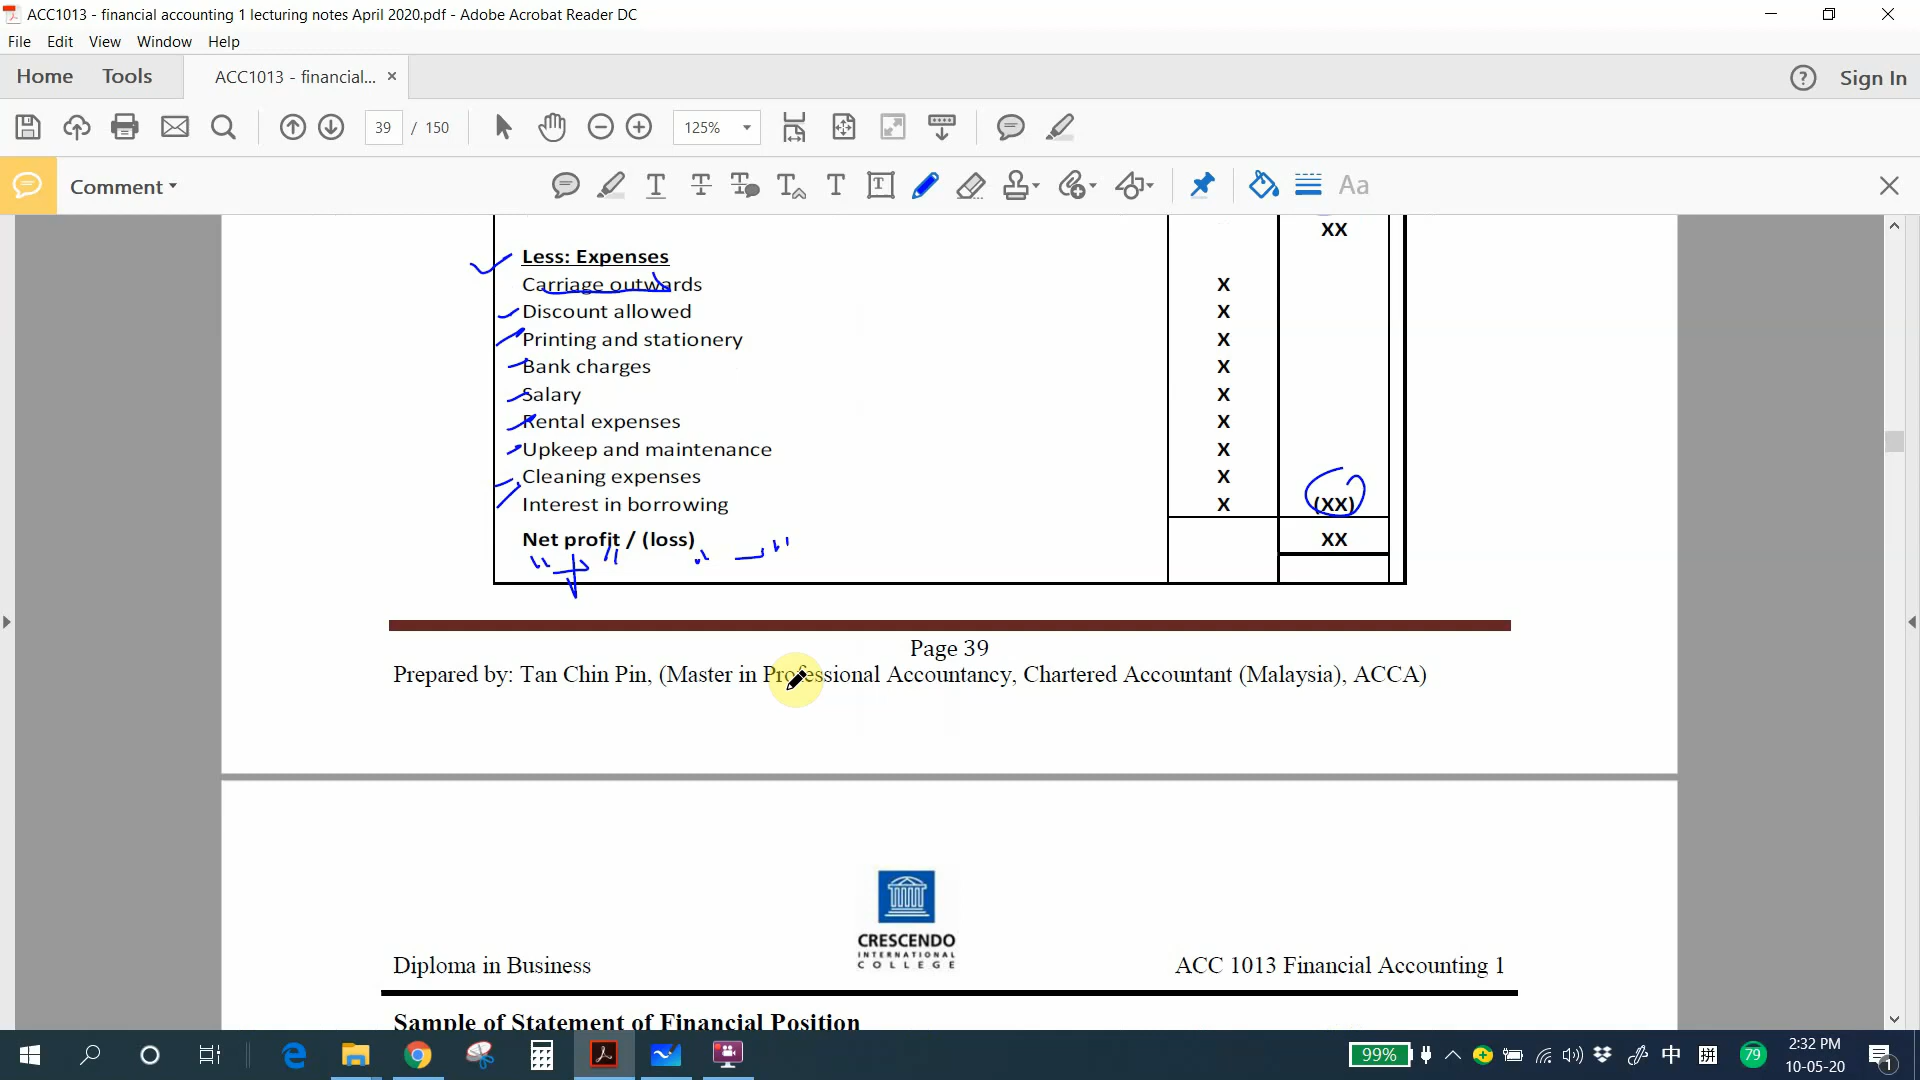 ACC1013 - financial accounting 1 lecturing notes April 2020.pdf - Adobe Acrobat Reader DC
File Edit View Window Help
Home Tools ACC1013 - financial... × Sign In
39 / 150 125%
Comment
XX
Less: Expenses
Carriage outwards X
Discount allowed X
Printing and stationery X
Bank charges X
Salary X
Rental expenses X
Upkeep and maintenance X
Cleaning expenses X
Interest in borrowing X (XX)
Net profit / (loss) XX
"+" "-"
Page 39
Prepared by: Tan Chin Pin, (Master in Professional Accountancy, Chartered Accountant (Malaysia), ACCA)
CRESCENDO
INTERNATIONAL
COLLEGE
Diploma in Business ACC 1013 Financial Accounting 1
Sample of Statement of Financial Position
99% 中 拼 79 2:32 PM
10-05-20 1